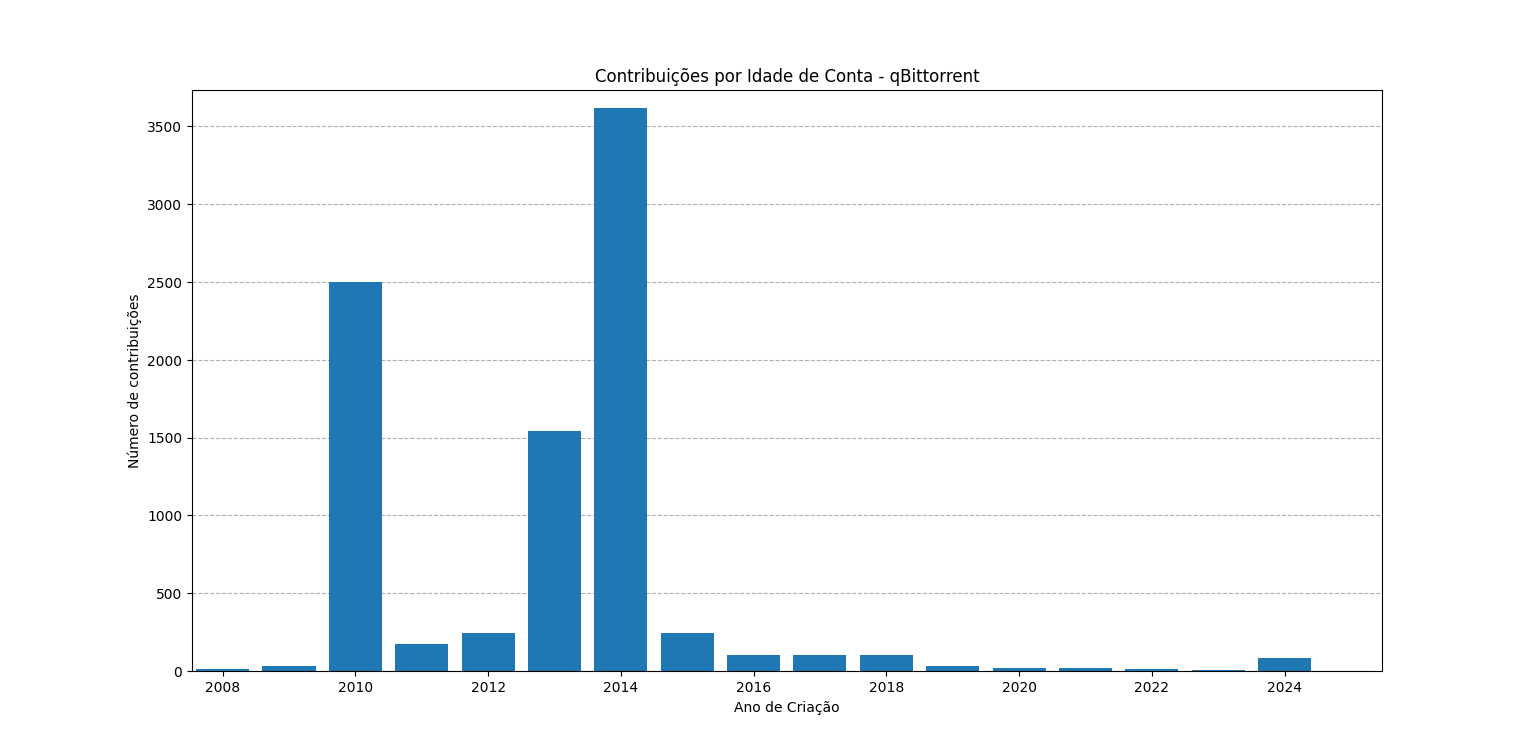 Contribuições por Idade de Conta - qBittorrent
Número de contribuições
3500
3000
2500
2000
1500
1000
500
0
2008 2010 2012 2014 2016 2018 2020 2022 2024
Ano de Criação